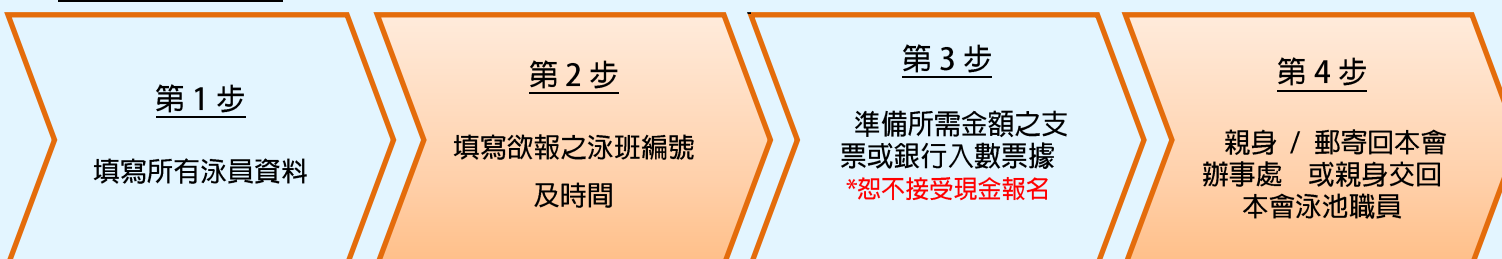 第 1 步
填寫所有泳員資料
第 2 步
填寫欲報之泳班編號
及時間
第 3 步
準備所需金額之支
票或銀行入數票據
*恕不接受現金報名
第 4 步
親身 / 郵寄回本會
辦事處 或親身交回
本會泳池職員